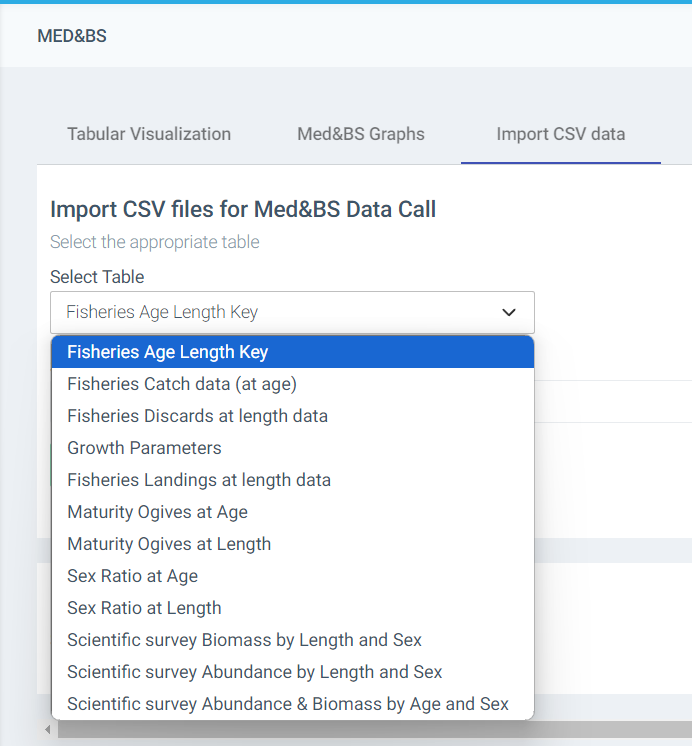 MED&BS
Tabular Visualization
Med&BS Graphs
Import CSV data
Import CSV files for Med&BS Data Call
Select the appropriate table
Select Table
Fisheries Age Length Key
Fisheries Age Length Key
Fisheries Catch data (at age)
Fisheries Discards at length data
Growth Parameters
Fisheries Landings at length data
Maturity Ogives at Age
Maturity Ogives at Length
Sex Ratio at Age
Sex Ratio at Length
Scientific survey Biomass by Length and Sex
Scientific survey Abundance by Length and Sex
Scientific survey Abundance & Biomass by Age and Sex